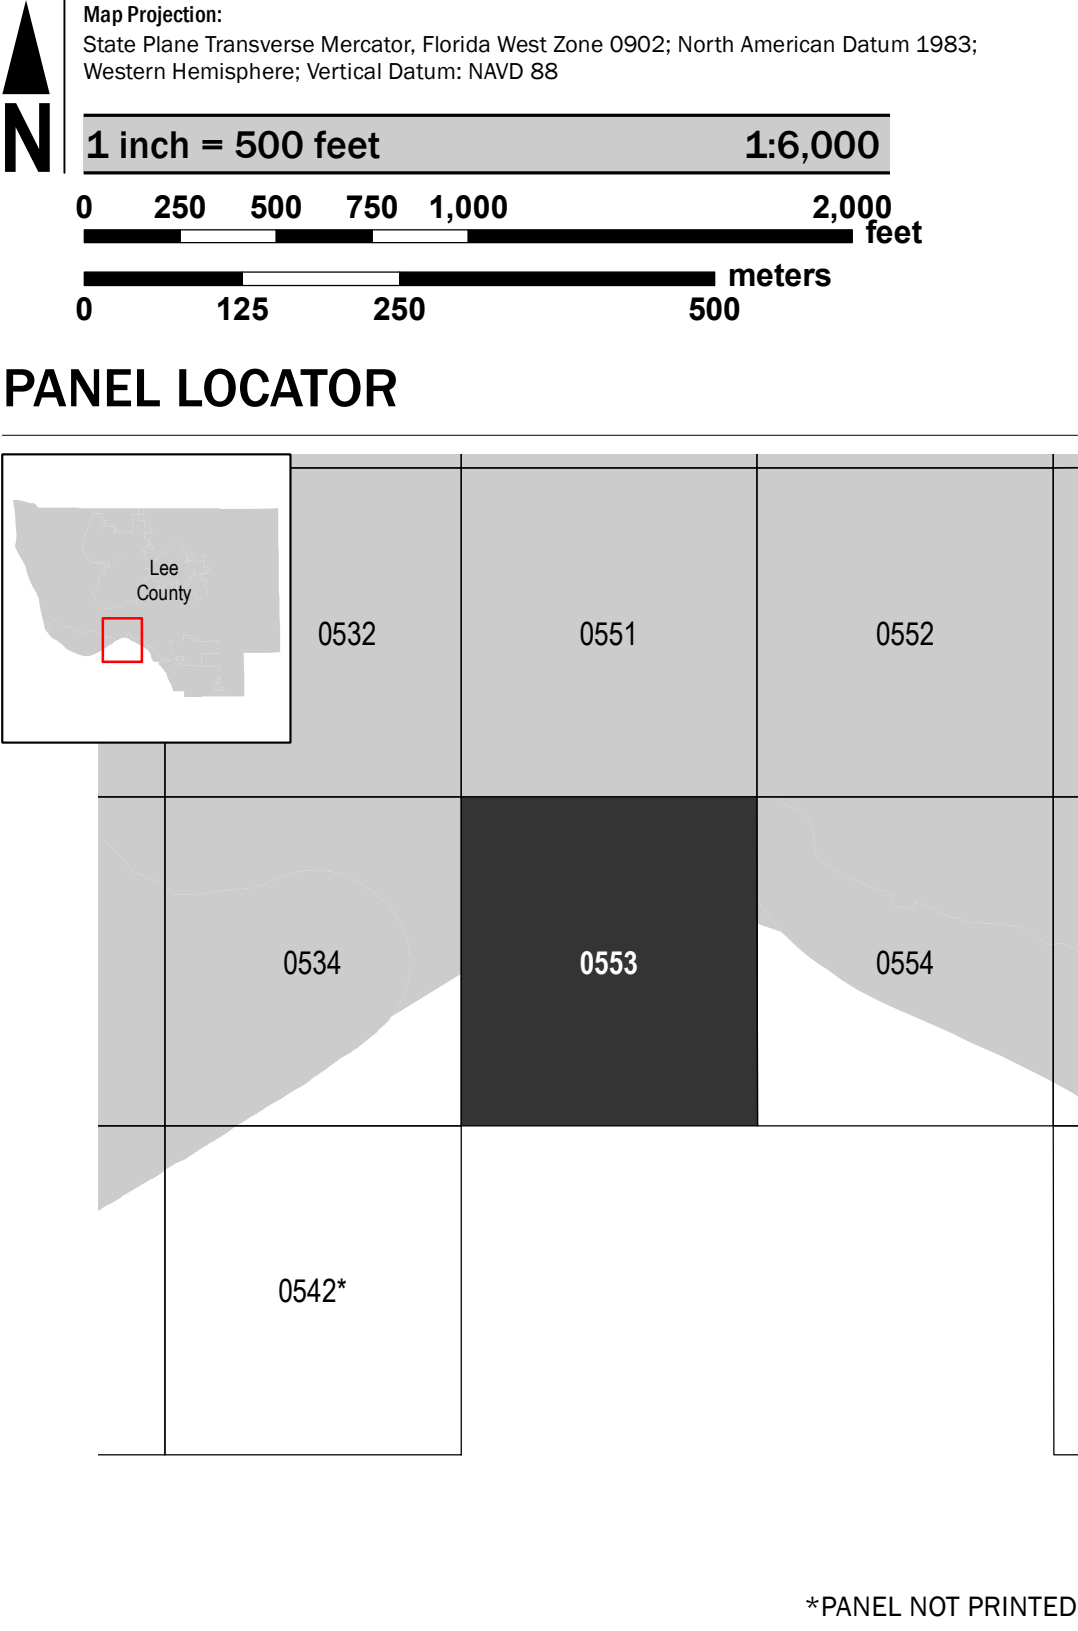 Map Projection:
State Plane Transverse Mercator, Florida West Zone 0902; North American Datum 1983;
Western Hemisphere; Vertical Datum: NAVD 88
N
1 inch = 500 feet 1:6,000
0 250 500 750 1,000 2,000
feet
meters
0 125 250 500
PANEL LOCATOR
Lee
County
0532 0551 0552
0534 0553 0554
0542*
*PANEL NOT PRINTED